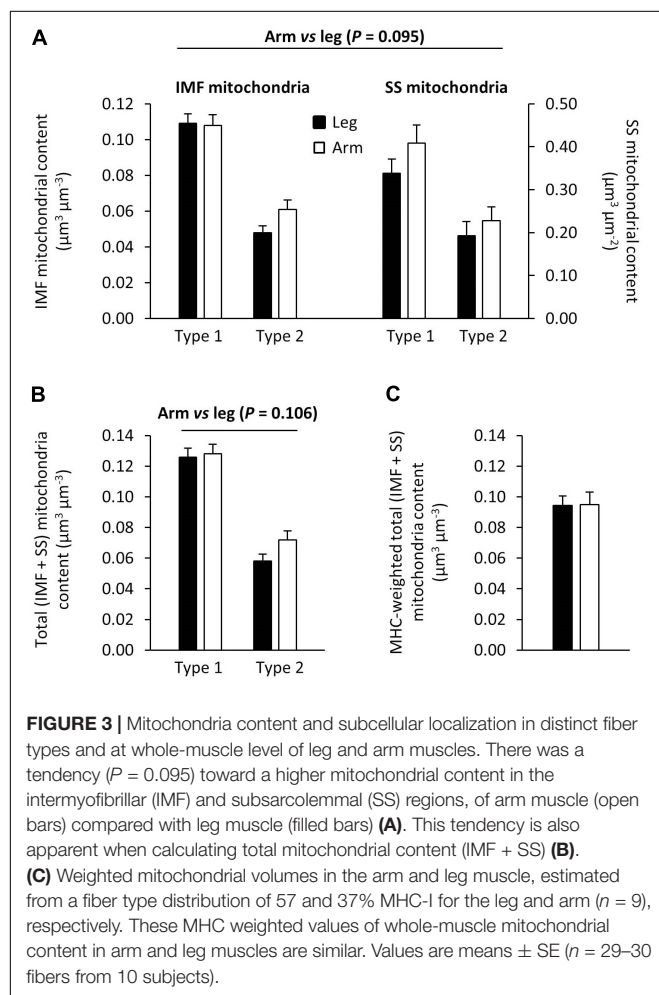 A
Arm vs leg (P = 0.095)
IMF mitochondria
SS mitochondria
Leg
Arm
IMF mitochondrial content
(µm³ µm⁻³)
0.12
0.10
0.08
0.06
0.04
0.02
0.00
0.50
0.40
0.30
0.20
0.10
0.00
SS mitochondrial content
(µm³ µm⁻²)
Type 1
Type 2
Type 1
Type 2
B
Arm vs leg (P = 0.106)
Total (IMF + SS) mitochondria
content (µm³ µm⁻³)
0.14
0.12
0.10
0.08
0.06
0.04
0.02
0.00
Type 1
Type 2
C
MHC-weighted total (IMF + SS)
mitochondria content
(µm³ µm⁻³)
0.14
0.12
0.10
0.08
0.06
0.04
0.02
0.00
FIGURE 3 | Mitochondria content and subcellular localization in distinct fiber
types and at whole-muscle level of leg and arm muscles. There was a
tendency (P = 0.095) toward a higher mitochondrial content in the
intermyofibrillar (IMF) and subsarcolemmal (SS) regions, of arm muscle (open
bars) compared with leg muscle (filled bars) (A). This tendency is also
apparent when calculating total mitochondrial content (IMF + SS) (B).
(C) Weighted mitochondrial volumes in the arm and leg muscle, estimated
from a fiber type distribution of 57 and 37% MHC-I for the leg and arm (n = 9),
respectively. These MHC weighted values of whole-muscle mitochondrial
content in arm and leg muscles are similar. Values are means ± SE (n = 29–30
fibers from 10 subjects).